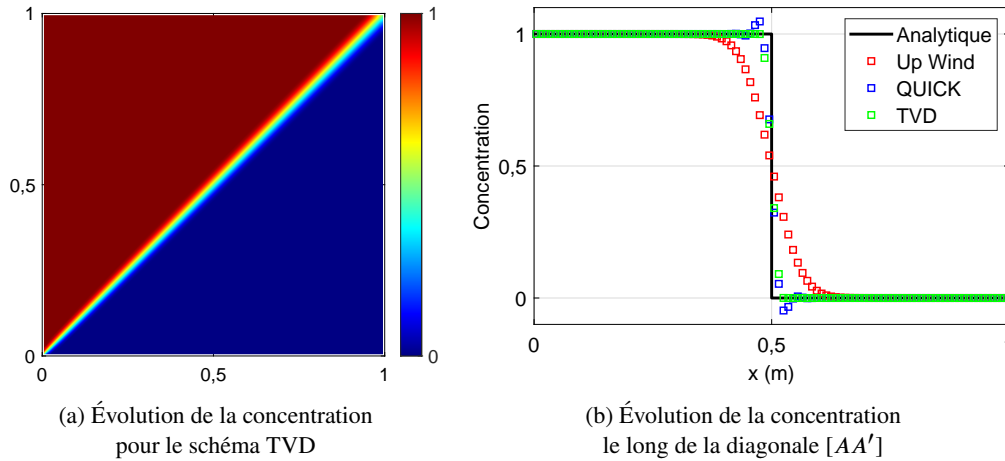 1
0,5
0
0
0,5
1
1
0
(a) Évolution de la concentration
pour le schéma TVD
1
0,5
0
Concentration
0
0,5
1
x (m)
Analytique
Up Wind
QUICK
TVD
(b) Évolution de la concentration
le long de la diagonale [AA′]